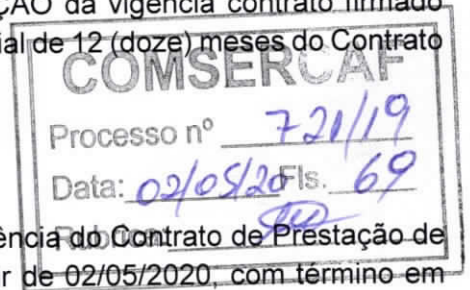 ÇÃO da vigência contrato firmado
ial de 12 (doze) meses do Contrato
COMSERCAF
Processo nº 721/19
Data: 02/05/20 Fls. 69
ência do Contrato de Prestação de
r de 02/05/2020, com término em